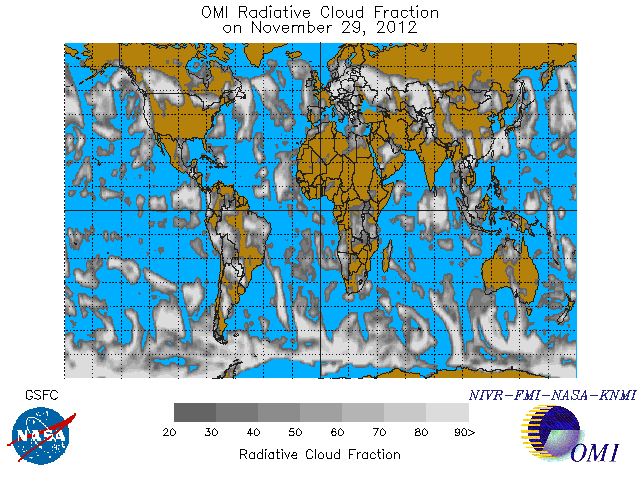 OMI Radiative Cloud Fraction
on November 29, 2012
GSFC
NIVR-FMI-NASA-KNMI
NASA
20 30 40 50 60 70 80 90>
Radiative Cloud Fraction
OMI